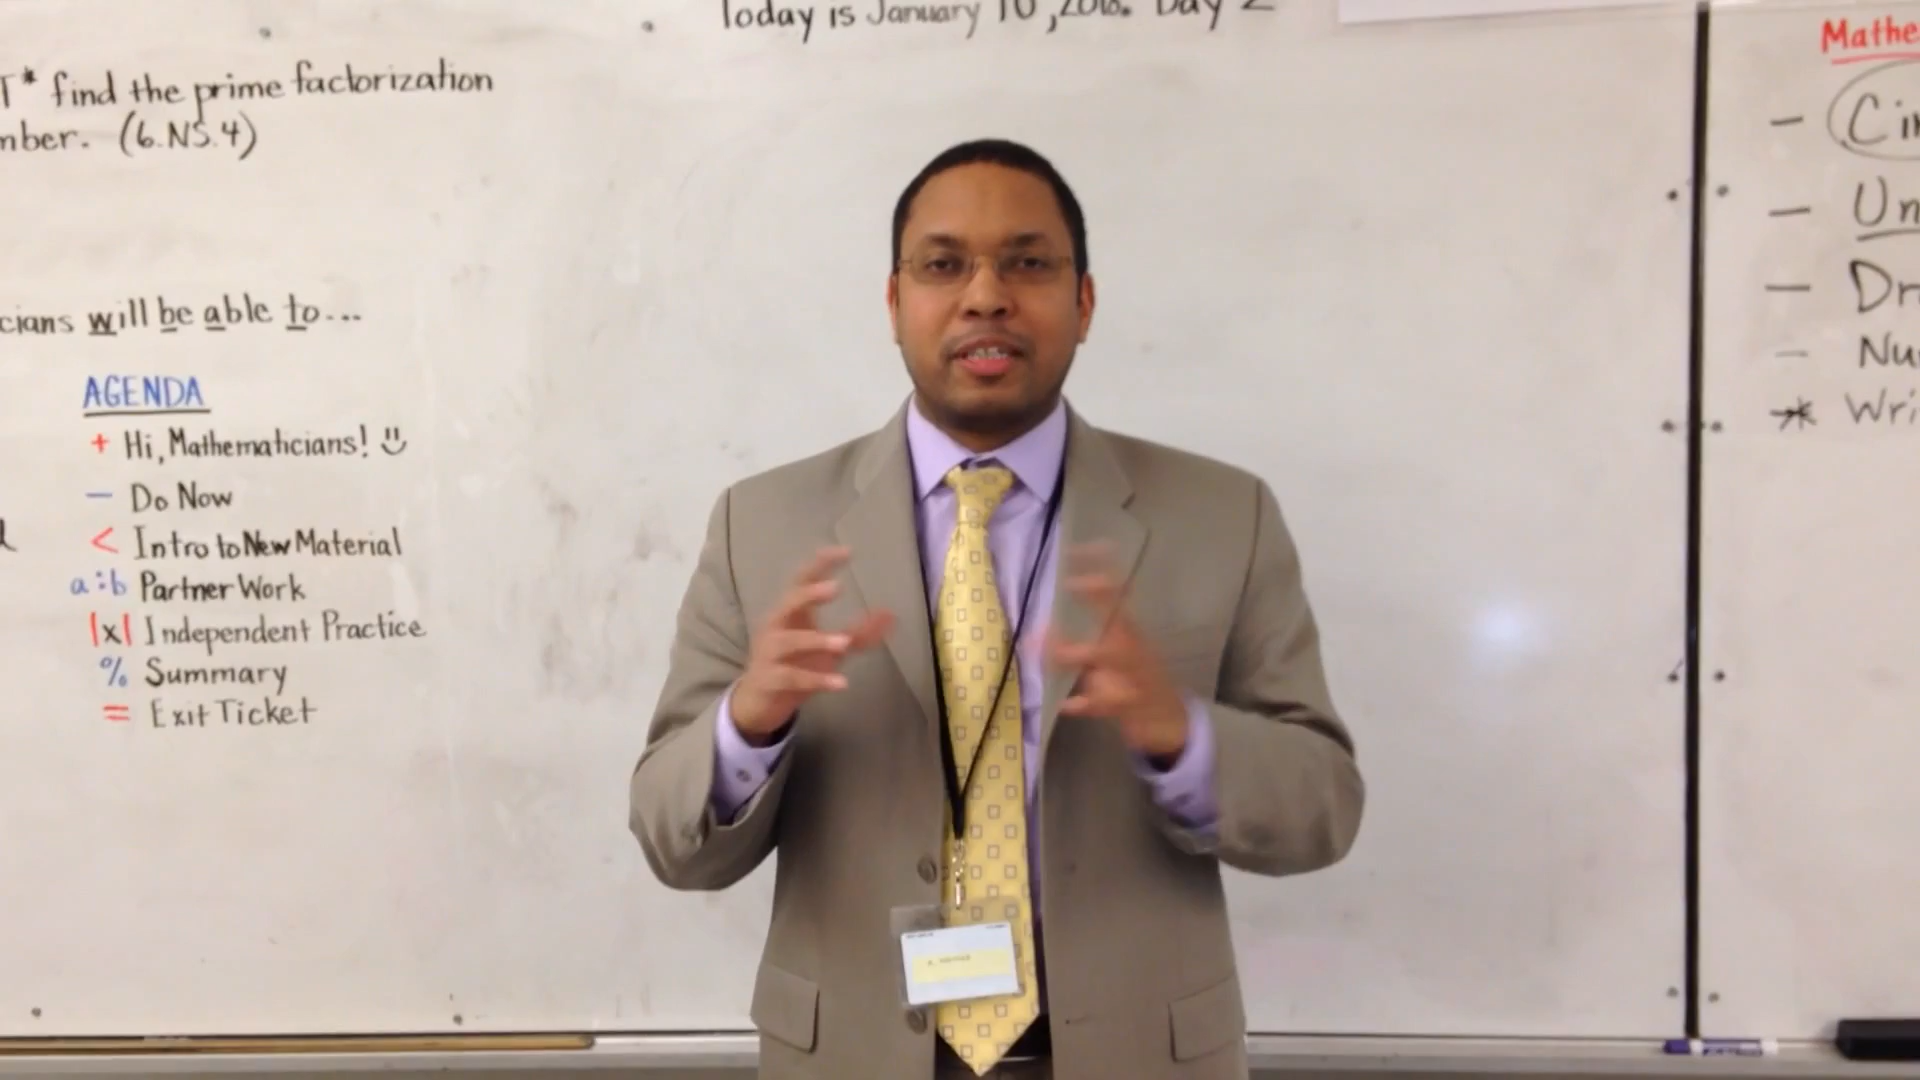 Today is January 10, 2018. Day 2
T* find the prime factorization
mber. (6.NS.4)
cians will be able to...
AGENDA
+ Hi, Mathematicians!
— Do Now
< Intro to New Material
a:b Partner Work
|x| Independent Practice
% Summary
= Exit Ticket
Mathe
— Cir
— Un
— Dr
— Nu
* Wri